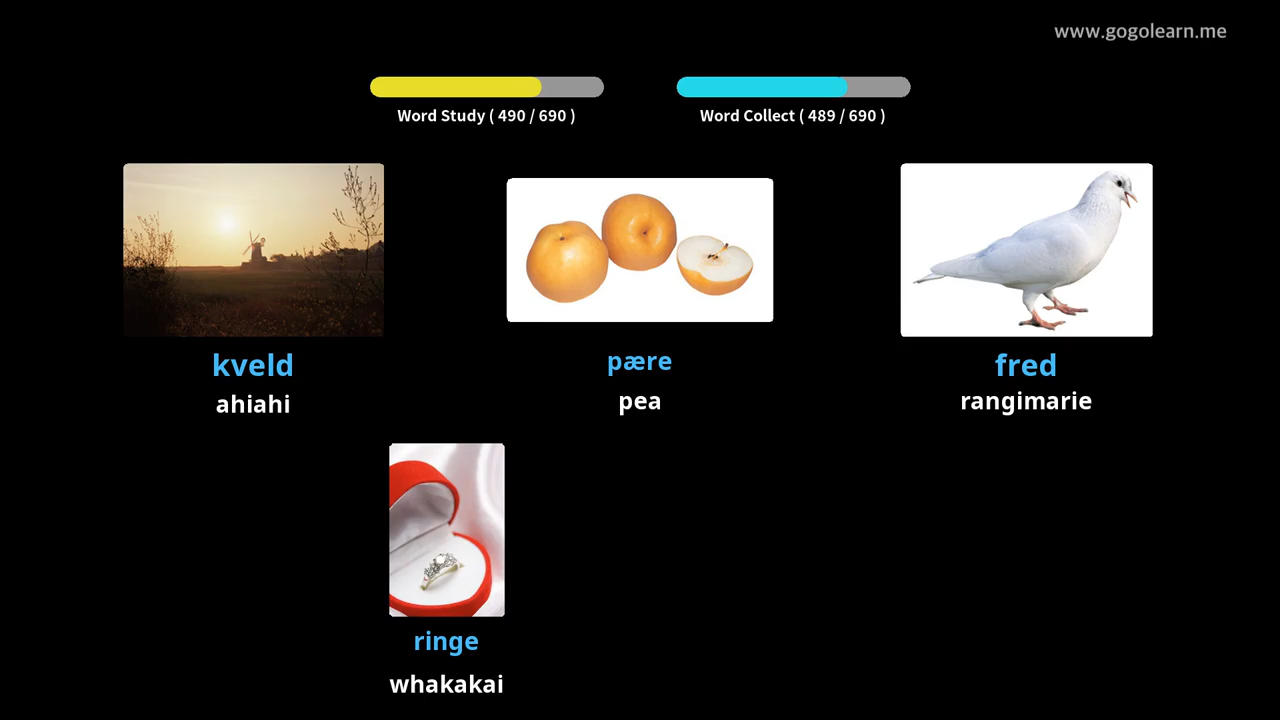 www.gogolearn.me
Word Study ( 490 / 690 )
Word Collect ( 489 / 690 )
kveld
ahiahi
pære
pea
fred
rangimarie
ringe
whakakai